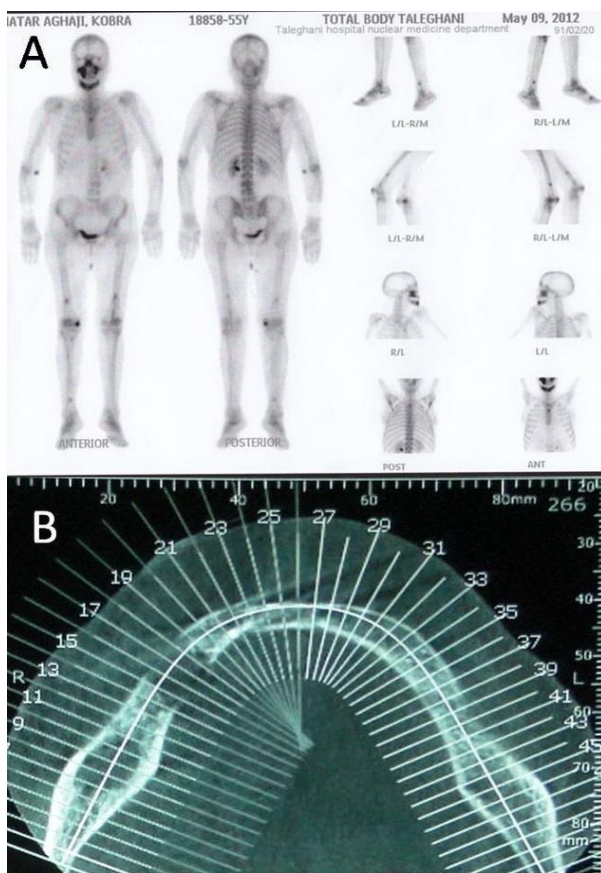 A
MATAR AGHAJI, KOBRA 18858-55Y TOTAL BODY TALEGHANI May 09, 2012
Taleghani hospital nuclear medicine department 91/02/20
L/L-R/M R/L-L/M
L/L-R/M R/L-L/M
R/L L/L
ANTERIOR POSTERIOR
POST ANT
B
20 40 60 80mm 266 20
30
40
50
60
70
80
mm
R
L
9
11
13
15
17
19
21
23
25
27
29
31
33
35
37
39
41
43
45